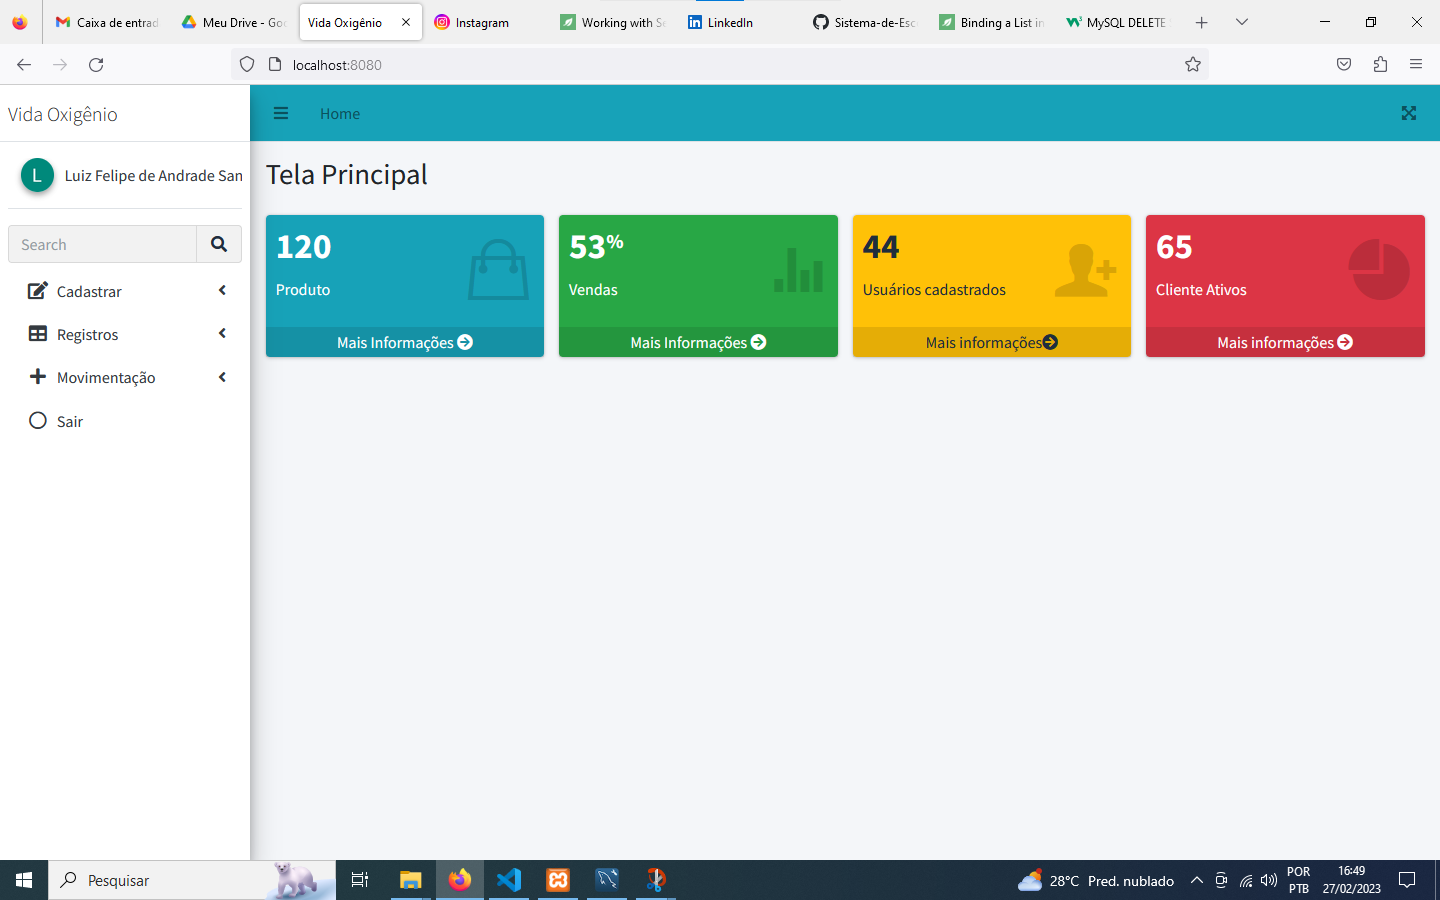 Caixa de entrad
Meu Drive - Goo
Vida Oxigênio
Instagram
Working with Se
LinkedIn
Sistema-de-Esc
Binding a List in
MySQL DELETE
localhost:8080
Vida Oxigênio
Home
Luiz Felipe de Andrade San
Tela Principal
Search
Cadastrar
Registros
Movimentação
Sair
120
Produto
Mais Informações
53%
Vendas
Mais Informações
44
Usuários cadastrados
Mais informações
65
Cliente Ativos
Mais informações
Pesquisar
28°C Pred. nublado
POR
PTB
16:49
27/02/2023